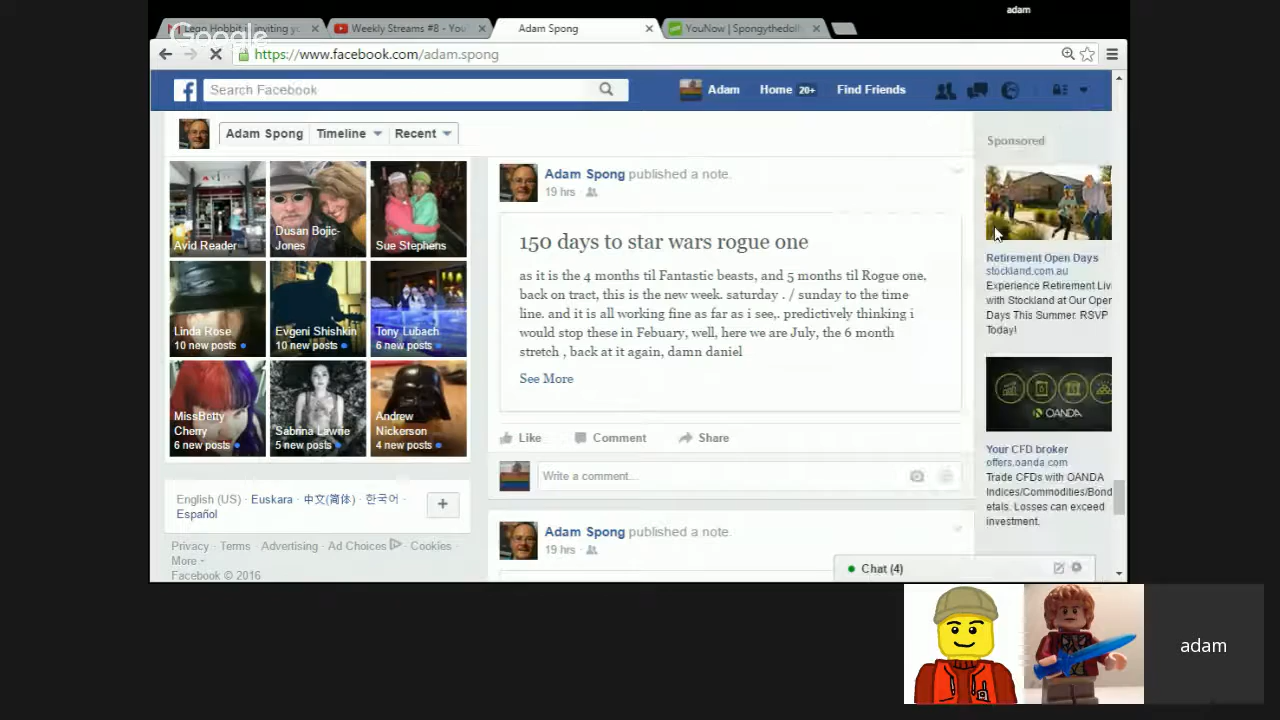 adam
Google
Lego Hobbit is inviting y
Weekly Streams #8 - You
Adam Spong
YouNow | Spongythedoll
https://www.facebook.com/adam.spong
Search Facebook
Adam
Home 20+
Find Friends
Adam Spong
Timeline
Recent
Avid Reader
Dusan Bojic-
Jones
Sue Stephens
Linda Rose
10 new posts
Evgeni Shishkin
10 new posts
Tony Lubach
6 new posts
MissBetty
Cherry
6 new posts
Sabrina Lawrie
5 new posts
Andrew
Nickerson
4 new posts
English (US) · Euskara · 中文(简体) · 한국어 ·
Español
Privacy · Terms · Advertising · Ad Choices · Cookies ·
More
Facebook © 2016
Adam Spong published a note.
19 hrs
150 days to star wars rogue one
as it is the 4 months til Fantastic beasts, and 5 months til Rogue one,
back on tract, this is the new week. saturday . / sunday to the time
line. and it is all working fine as far as i see,. predictively thinking i
would stop these in Febuary, well, here we are July, the 6 month
stretch , back at it again, damn daniel
See More
Like
Comment
Share
Write a comment...
Adam Spong published a note.
19 hrs
Sponsored
Retirement Open Days
stockland.com.au
Experience Retirement Livi
with Stockland at Our Oper
Days This Summer. RSVP
Today!
OANDA
Your CFD broker
offers.oanda.com
Trade CFDs with OANDA
Indices/Commodities/Bond
etals. Losses can exceed
investment.
Chat (4)
adam